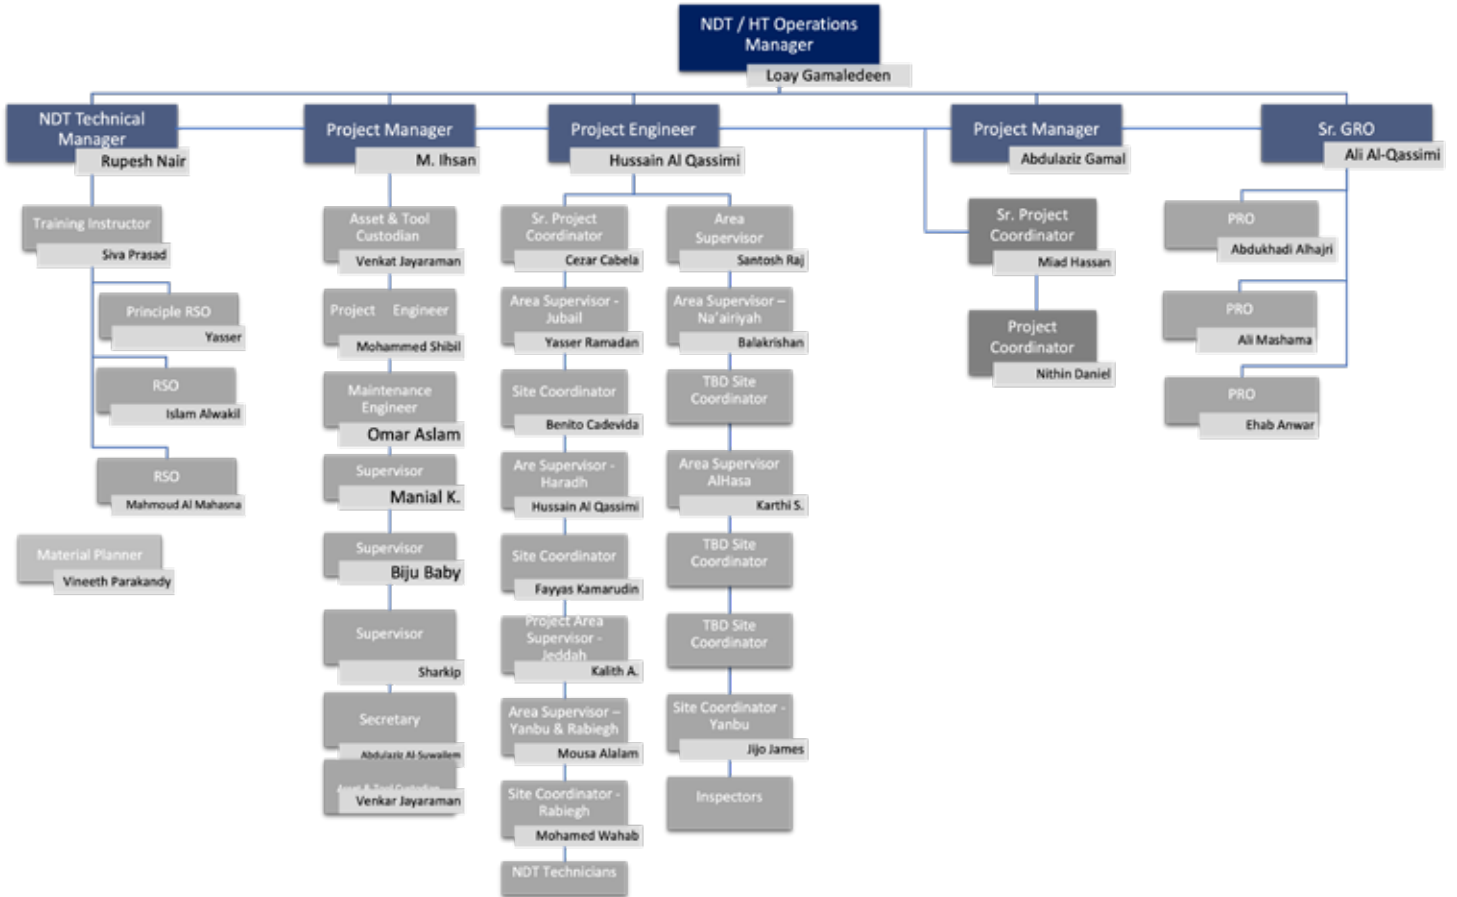 NDT / HT Operations
Manager
Loay Gamaledeen
NDT Technical
Manager
Rupesh Nair
Training Instructor
Siva Prasad
Principle RSO
Yasser
RSO
Islam Alwakil
RSO
Mahmoud Al Mahasna
Material Planner
Vineeth Parakandy
Project Manager
M. Ihsan
Asset & Tool
Custodian
Venkat Jayaraman
Project Engineer
Mohammed Shibil
Maintenance
Engineer
Omar Aslam
Supervisor
Manial K.
Supervisor
Biju Baby
Supervisor
Sharkip
Secretary
Abdulaziz Al-Suwailem
Asset & Tool Custodian
Venkar Jayaraman
Project Engineer
Hussain Al Qassimi
Sr. Project
Coordinator
Cezar Cabela
Area Supervisor -
Jubail
Yasser Ramadan
Site Coordinator
Benito Cadevida
Are Supervisor -
Haradh
Hussain Al Qassimi
Site Coordinator
Fayyas Kamarudin
Project Area
Supervisor -
Jeddah
Kalith A.
Area Supervisor –
Yanbu & Rabiegh
Mousa Alalam
Site Coordinator -
Rabiegh
Mohamed Wahab
NDT Technicians
Area
Supervisor
Santosh Raj
Area Supervisor –
Na’airiyah
Balakrishan
TBD Site
Coordinator
Area Supervisor
AlHasa
Karthi S.
TBD Site
Coordinator
TBD Site
Coordinator
Site Coordinator -
Yanbu
Jijo James
Inspectors
Project Manager
Abdulaziz Gamal
Sr. Project
Coordinator
Miad Hassan
Project
Coordinator
Nithin Daniel
Sr. GRO
Ali Al-Qassimi
PRO
Abdukhadi Alhajri
PRO
Ali Mashama
PRO
Ehab Anwar